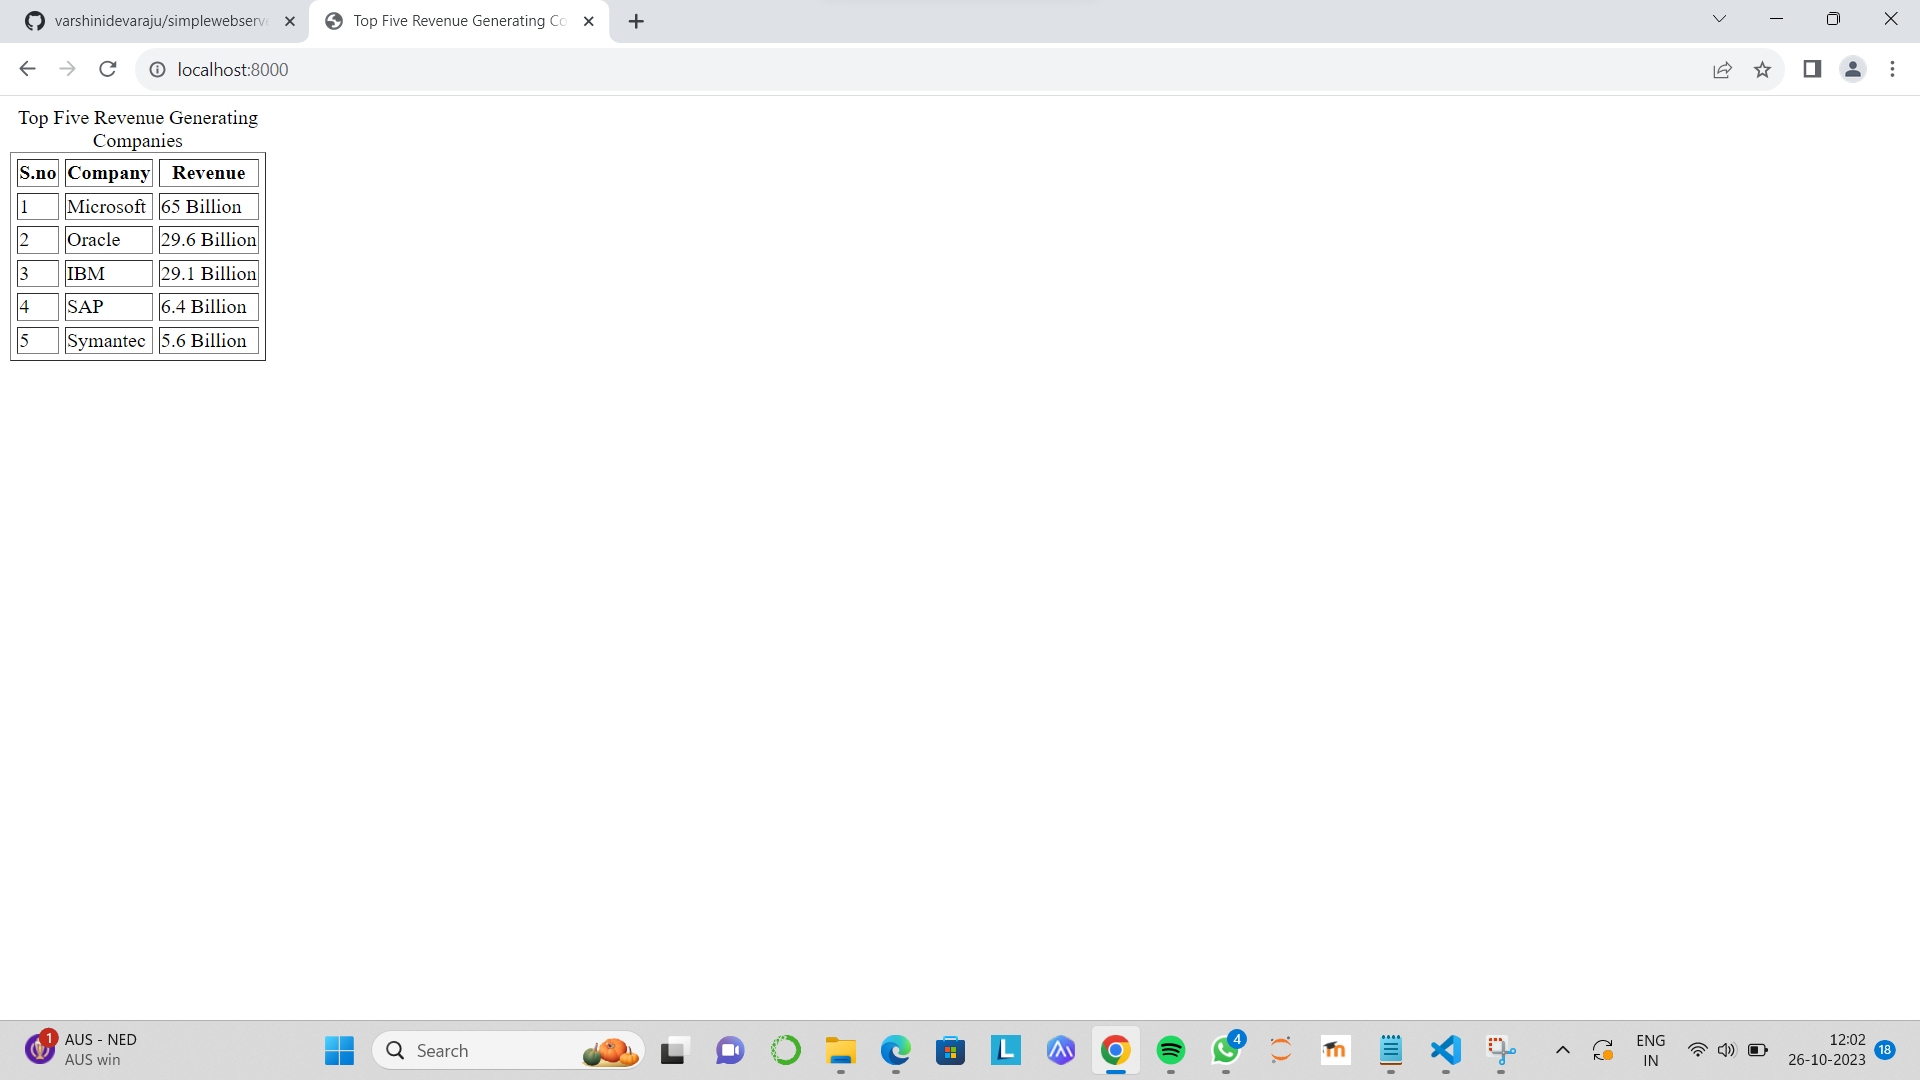 varshinidevaraju/simplewebserve
Top Five Revenue Generating Co
localhost:8000
Top Five Revenue Generating
Companies
S.no Company Revenue
1 Microsoft 65 Billion
2 Oracle 29.6 Billion
3 IBM 29.1 Billion
4 SAP 6.4 Billion
5 Symantec 5.6 Billion
1
AUS - NED
AUS win
Search
L
m
4
ENG
IN
12:02
26-10-2023
18